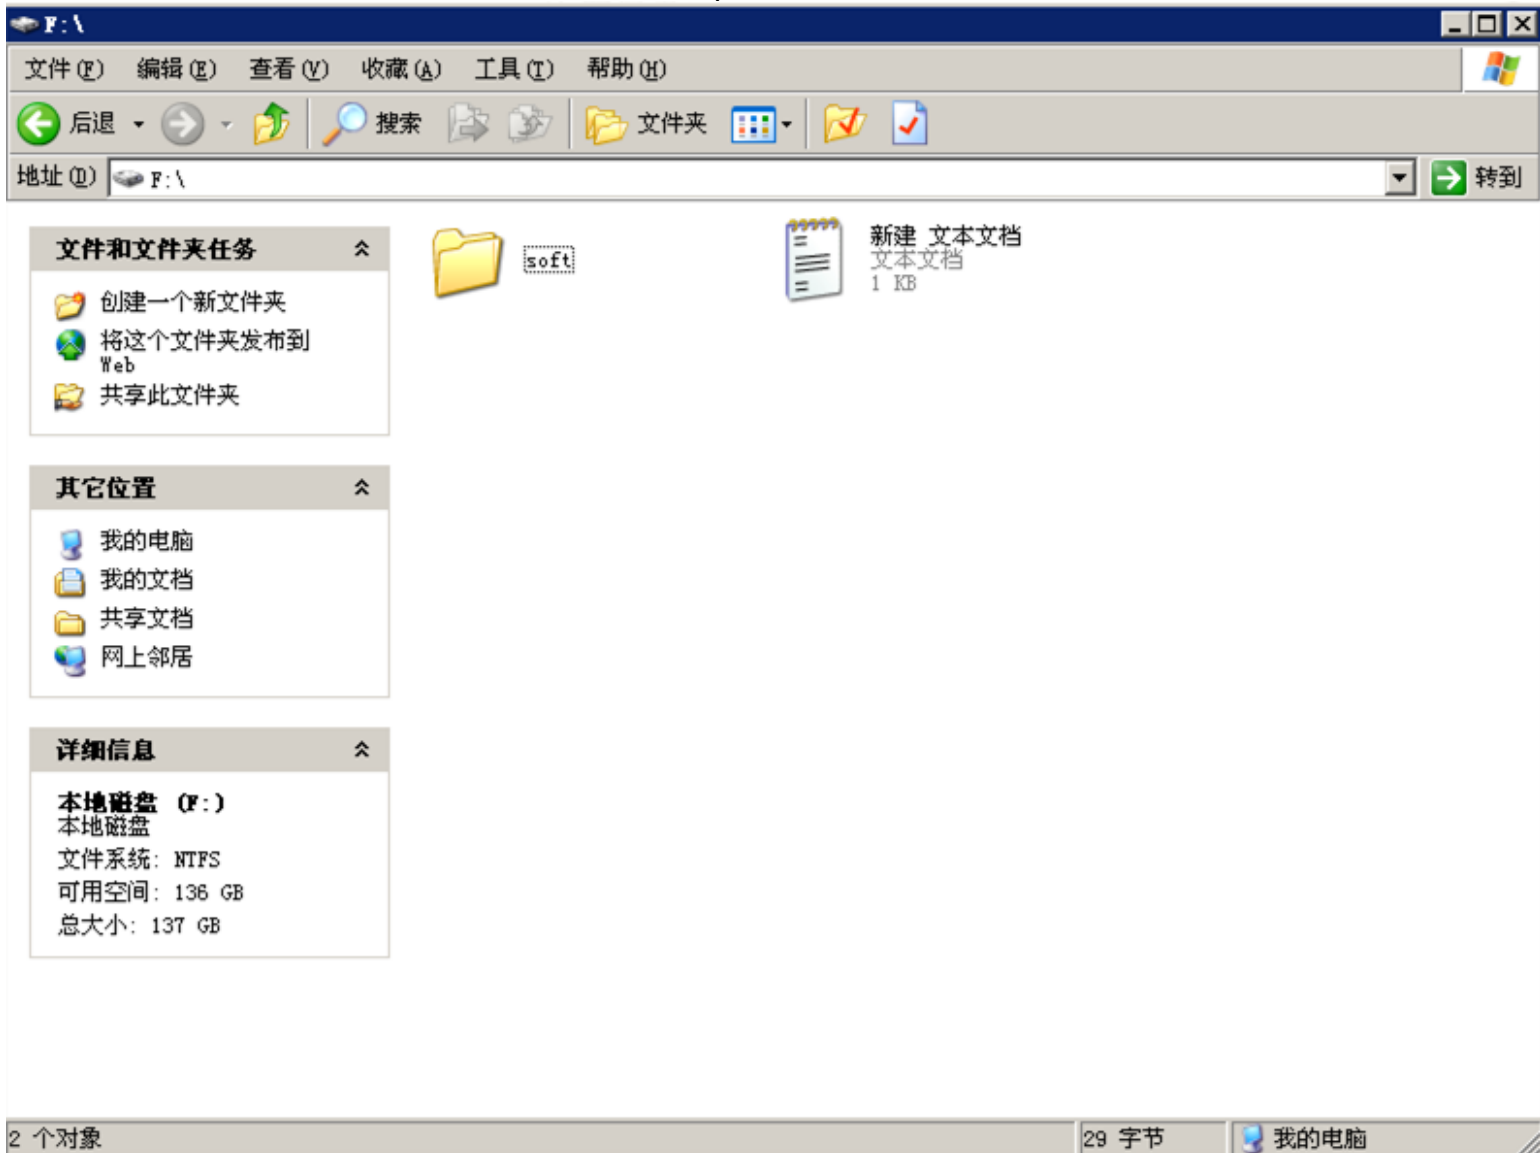 F:\
文件(F) 编辑(E) 查看(V) 收藏(A) 工具(T) 帮助(H)
后退 搜索 文件夹
地址(D) F:\ 转到
文件和文件夹任务
创建一个新文件夹
将这个文件夹发布到
Web
共享此文件夹
其它位置
我的电脑
我的文档
共享文档
网上邻居
详细信息
本地磁盘 (F:)
本地磁盘
文件系统: NTFS
可用空间: 136 GB
总大小: 137 GB
soft
新建 文本文档
文本文档
1 KB
2 个对象 29 字节 我的电脑